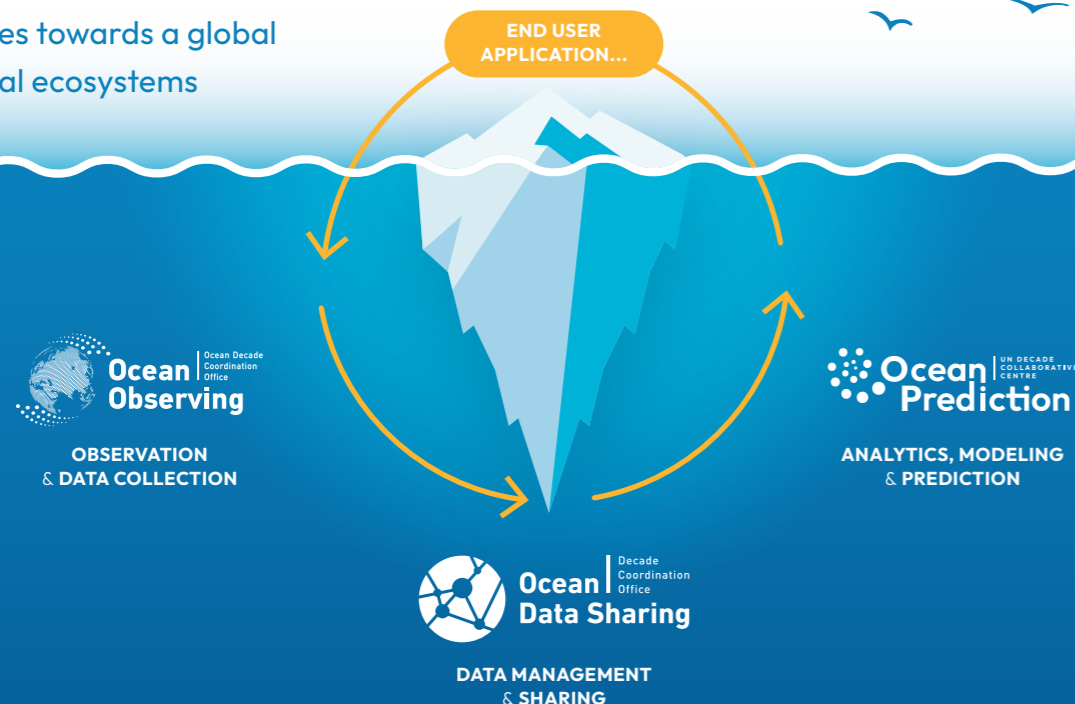 es towards a global
al ecosystems
END USER
APPLICATION...
Ocean
Observing
Ocean Decade
Coordination
Office
OBSERVATION
& DATA COLLECTION
Ocean
Prediction
UN DECADE
COLLABORATIVE
CENTRE
ANALYTICS, MODELING
& PREDICTION
Ocean
Data Sharing
Decade
Coordination
Office
DATA MANAGEMENT
& SHARING